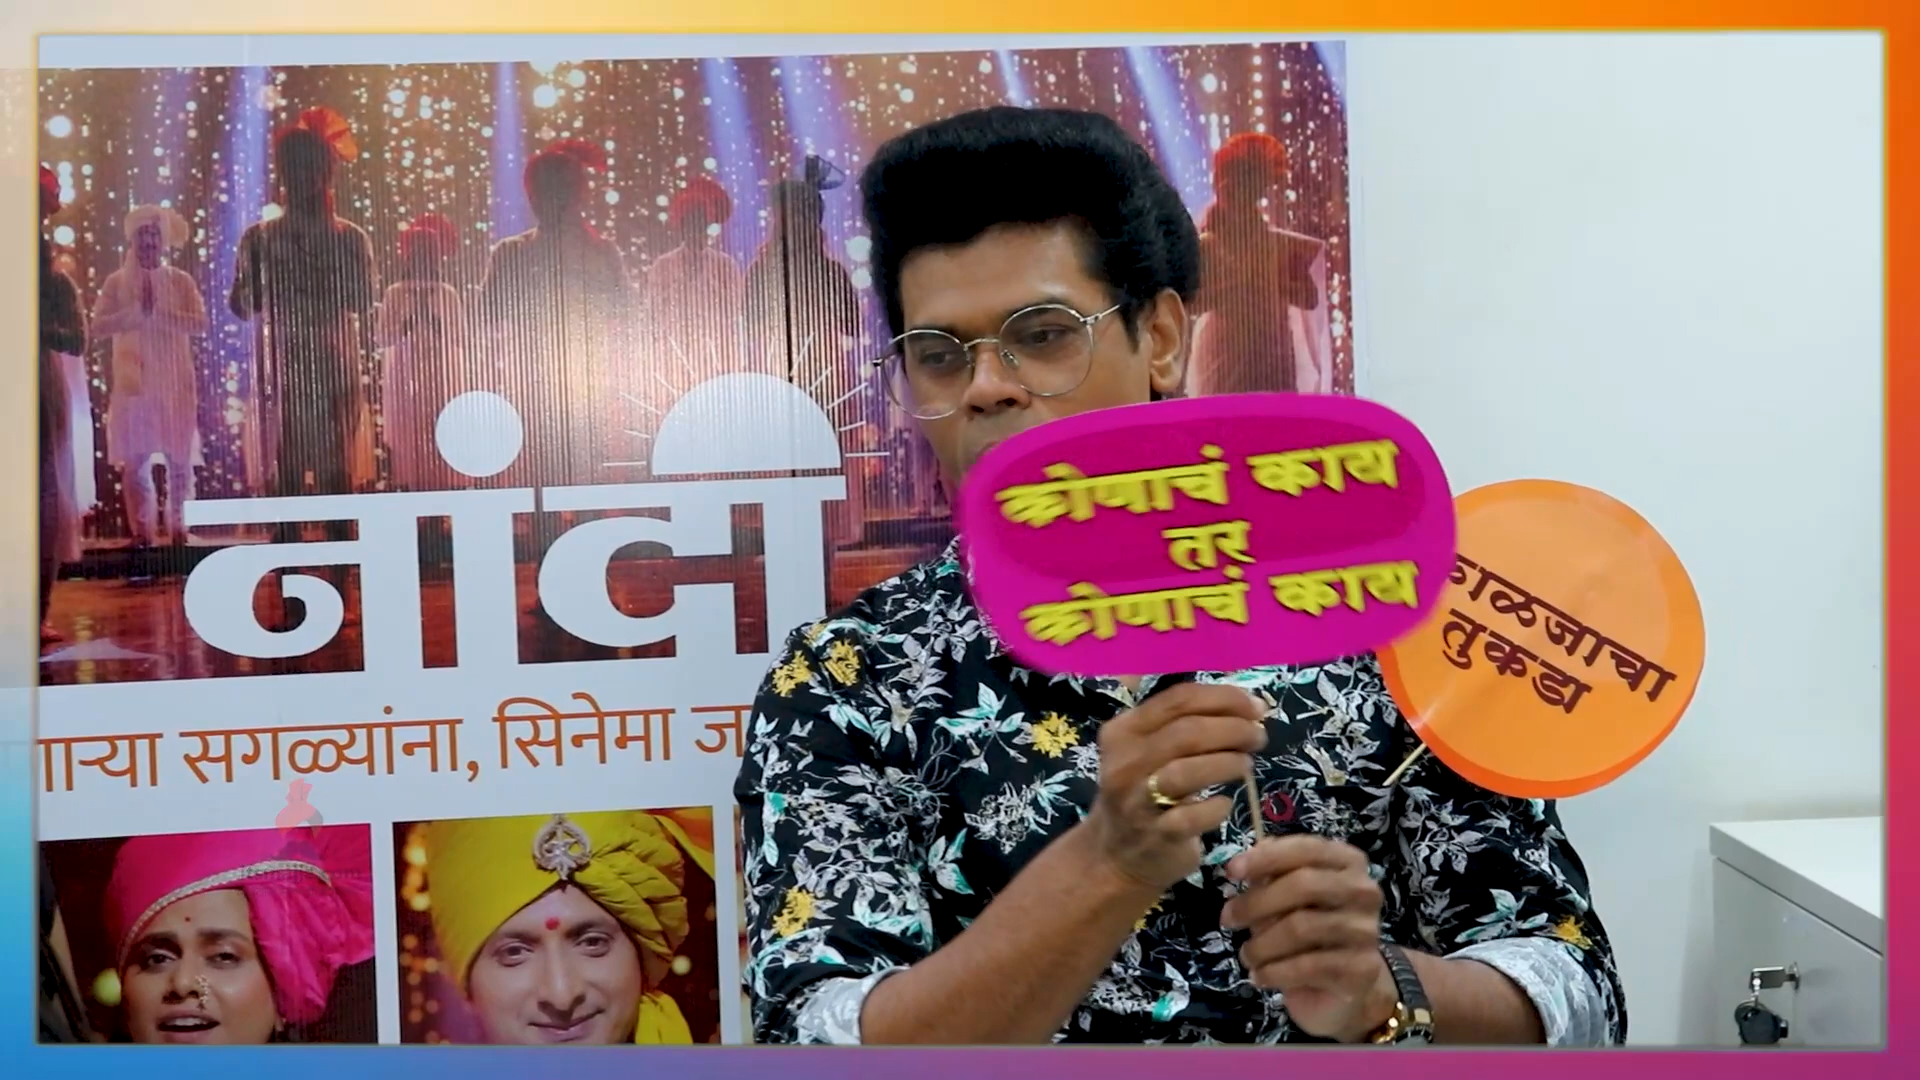 नांदी
सगळ्यांना, सिनेमा
कोणाचं काय
तर
कोणाचं काय
काळजाचा
तुकडा